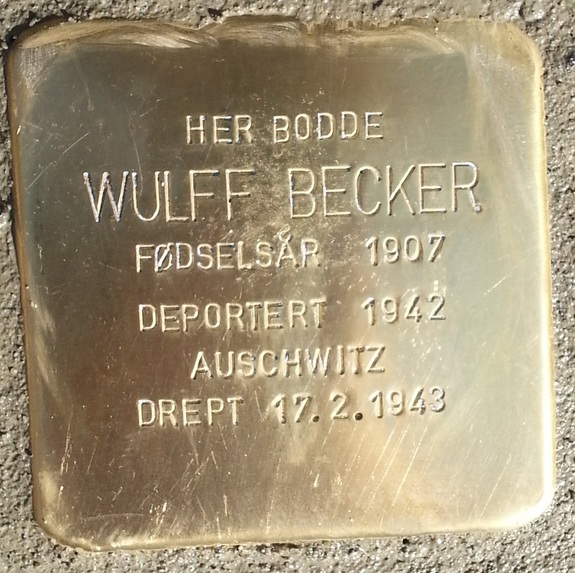 HER BODDE
WULFF BECKER
FØDSELSÅR 1907
DEPORTERT 1942
AUSCHWITZ
DREPT 17.2.1943